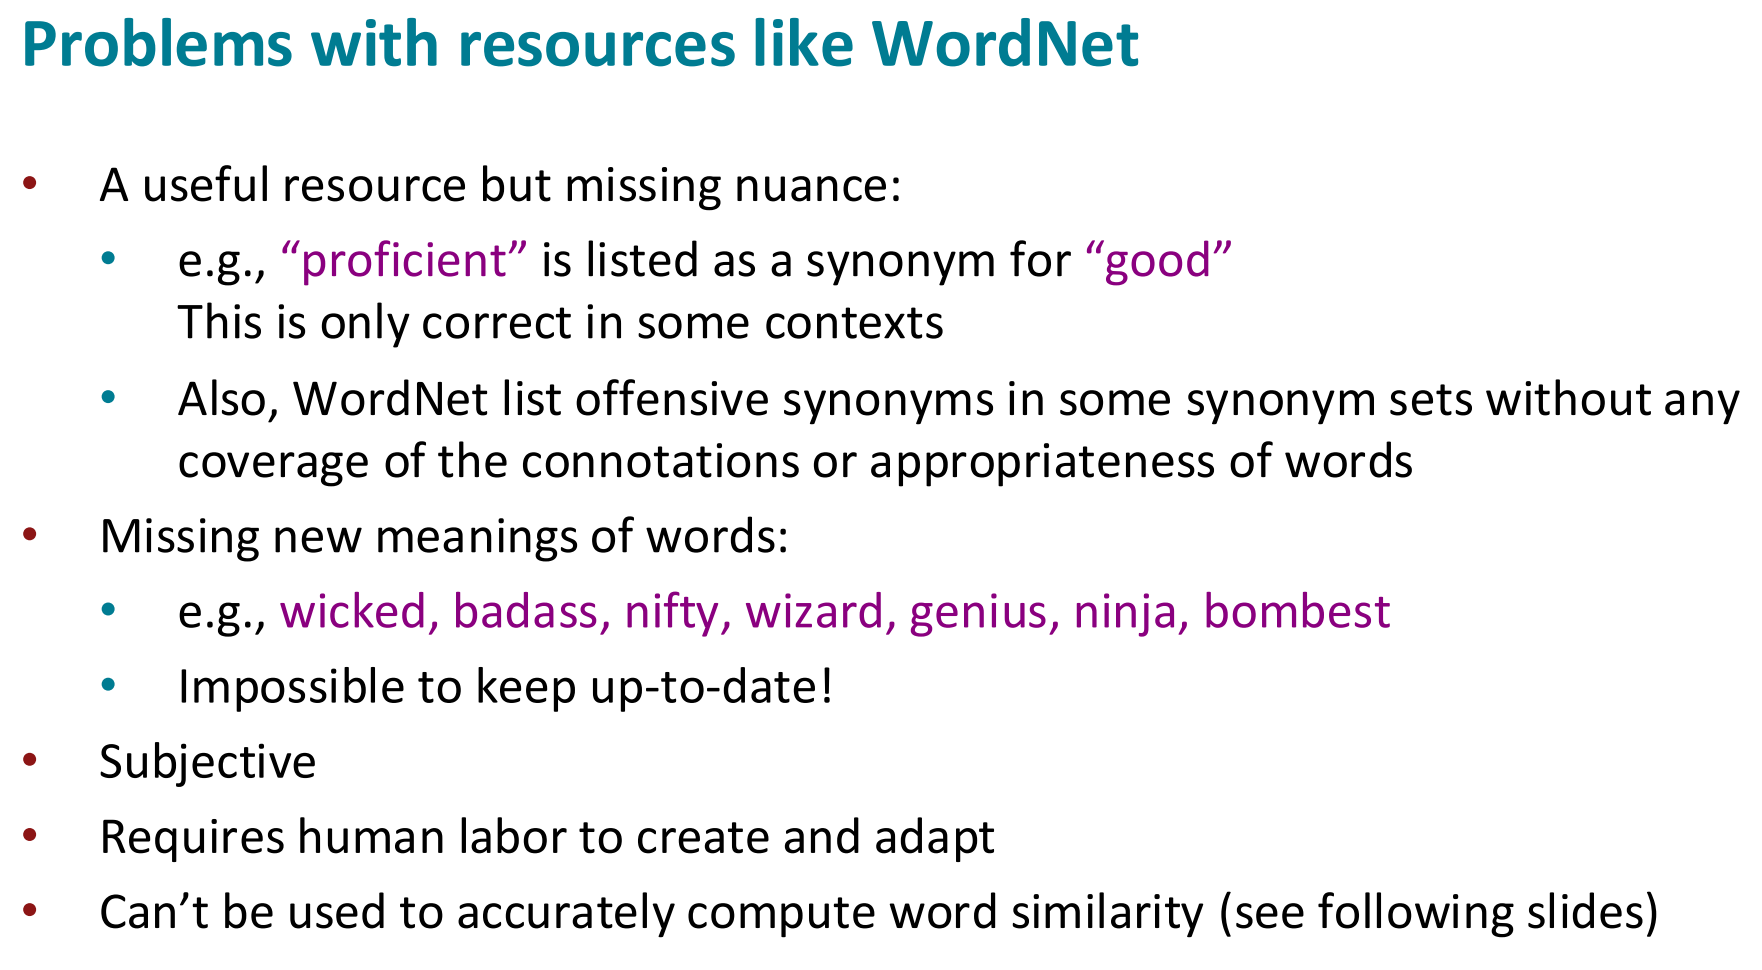 Problems with resources like WordNet
• A useful resource but missing nuance:
• e.g., “proficient” is listed as a synonym for “good”
This is only correct in some contexts
• Also, WordNet list offensive synonyms in some synonym sets without any
coverage of the connotations or appropriateness of words
• Missing new meanings of words:
• e.g., wicked, badass, nifty, wizard, genius, ninja, bombest
• Impossible to keep up-to-date!
• Subjective
• Requires human labor to create and adapt
• Can’t be used to accurately compute word similarity (see following slides)